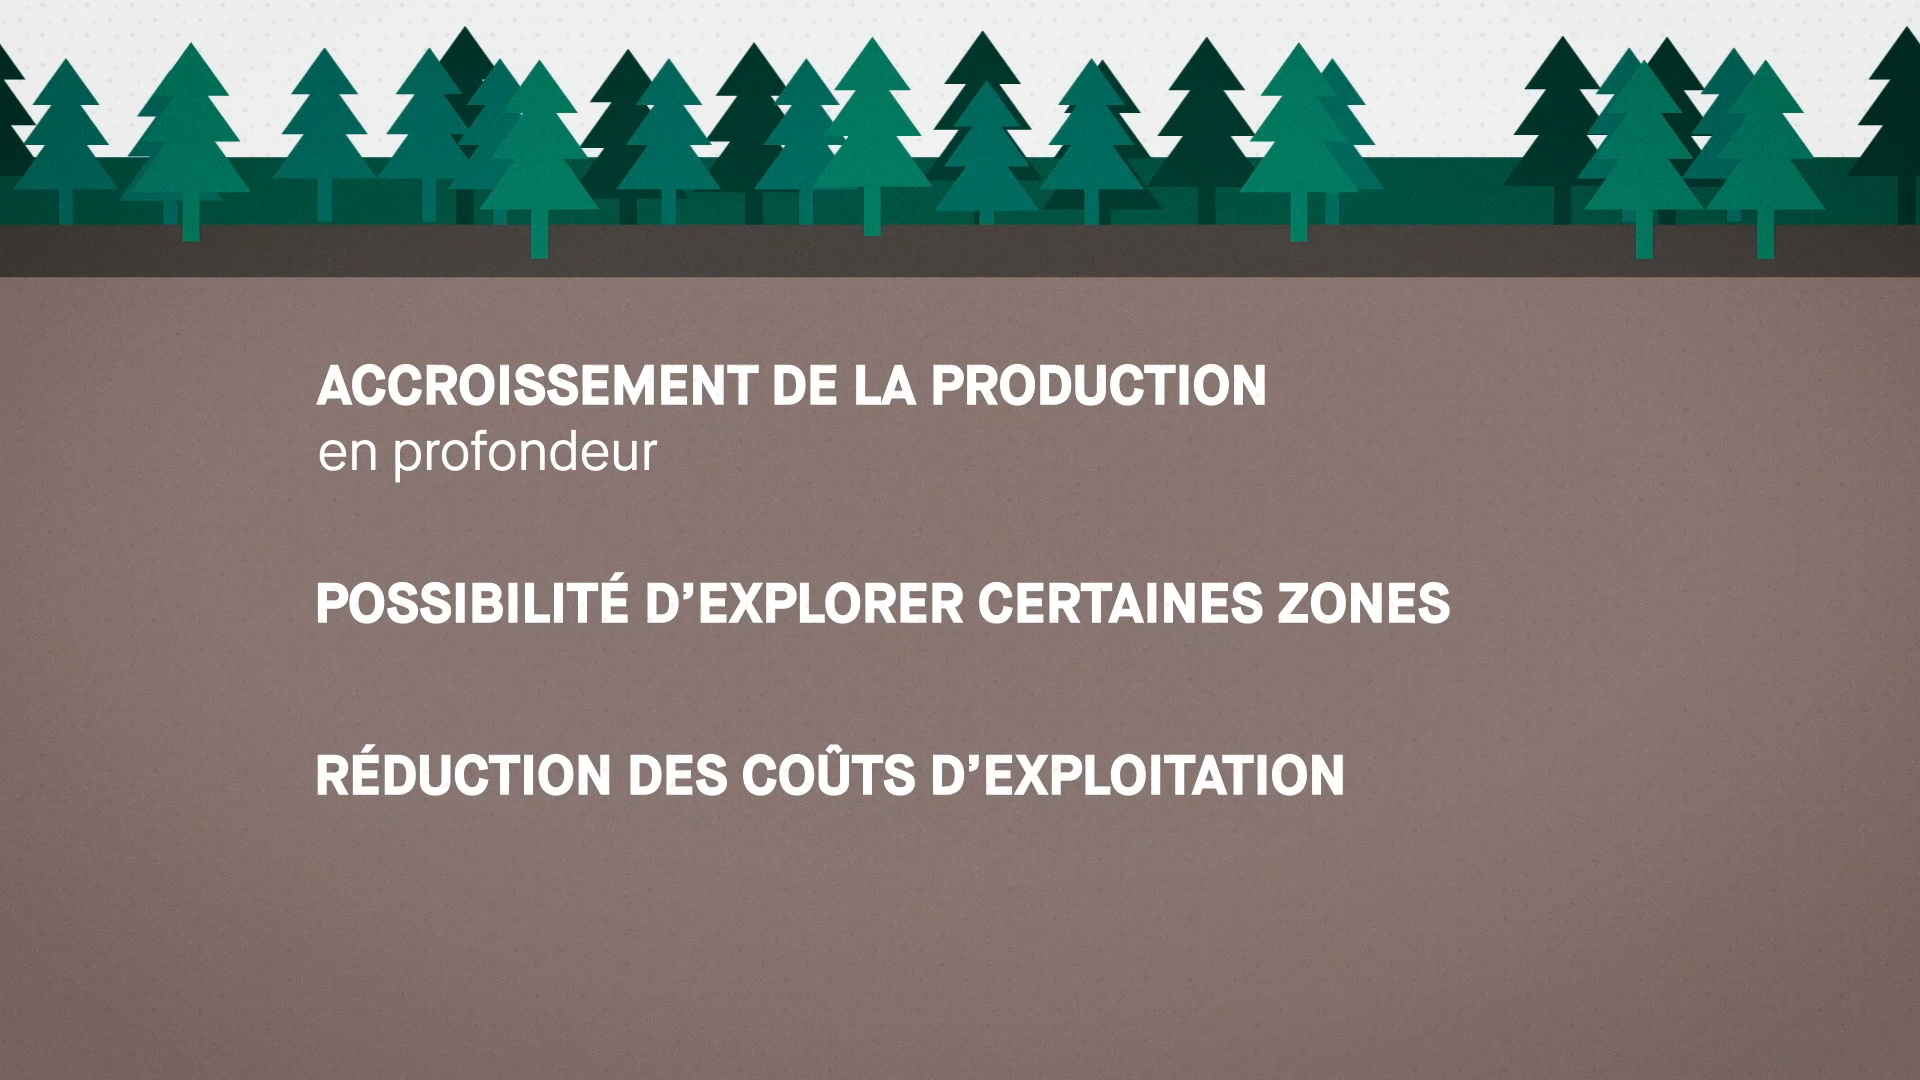 ACCROISSEMENT DE LA PRODUCTION
en profondeur
POSSIBILITÉ D’EXPLORER CERTAINES ZONES
RÉDUCTION DES COÛTS D’EXPLOITATION